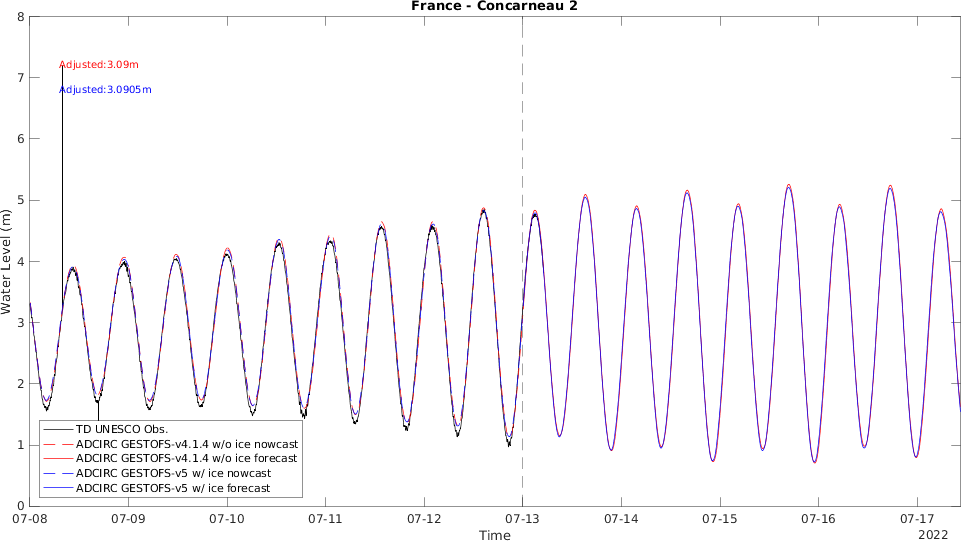 France - Concarneau 2
8
7
6
5
4
3
2
1
0
Water Level (m)
Adjusted:3.09m
Adjusted:3.0905m
TD UNESCO Obs.
ADCIRC GESTOFS-v4.1.4 w/o ice nowcast
ADCIRC GESTOFS-v4.1.4 w/o ice forecast
ADCIRC GESTOFS-v5 w/ ice nowcast
ADCIRC GESTOFS-v5 w/ ice forecast
07-08 07-09 07-10 07-11 07-12 07-13 07-14 07-15 07-16 07-17
Time
2022